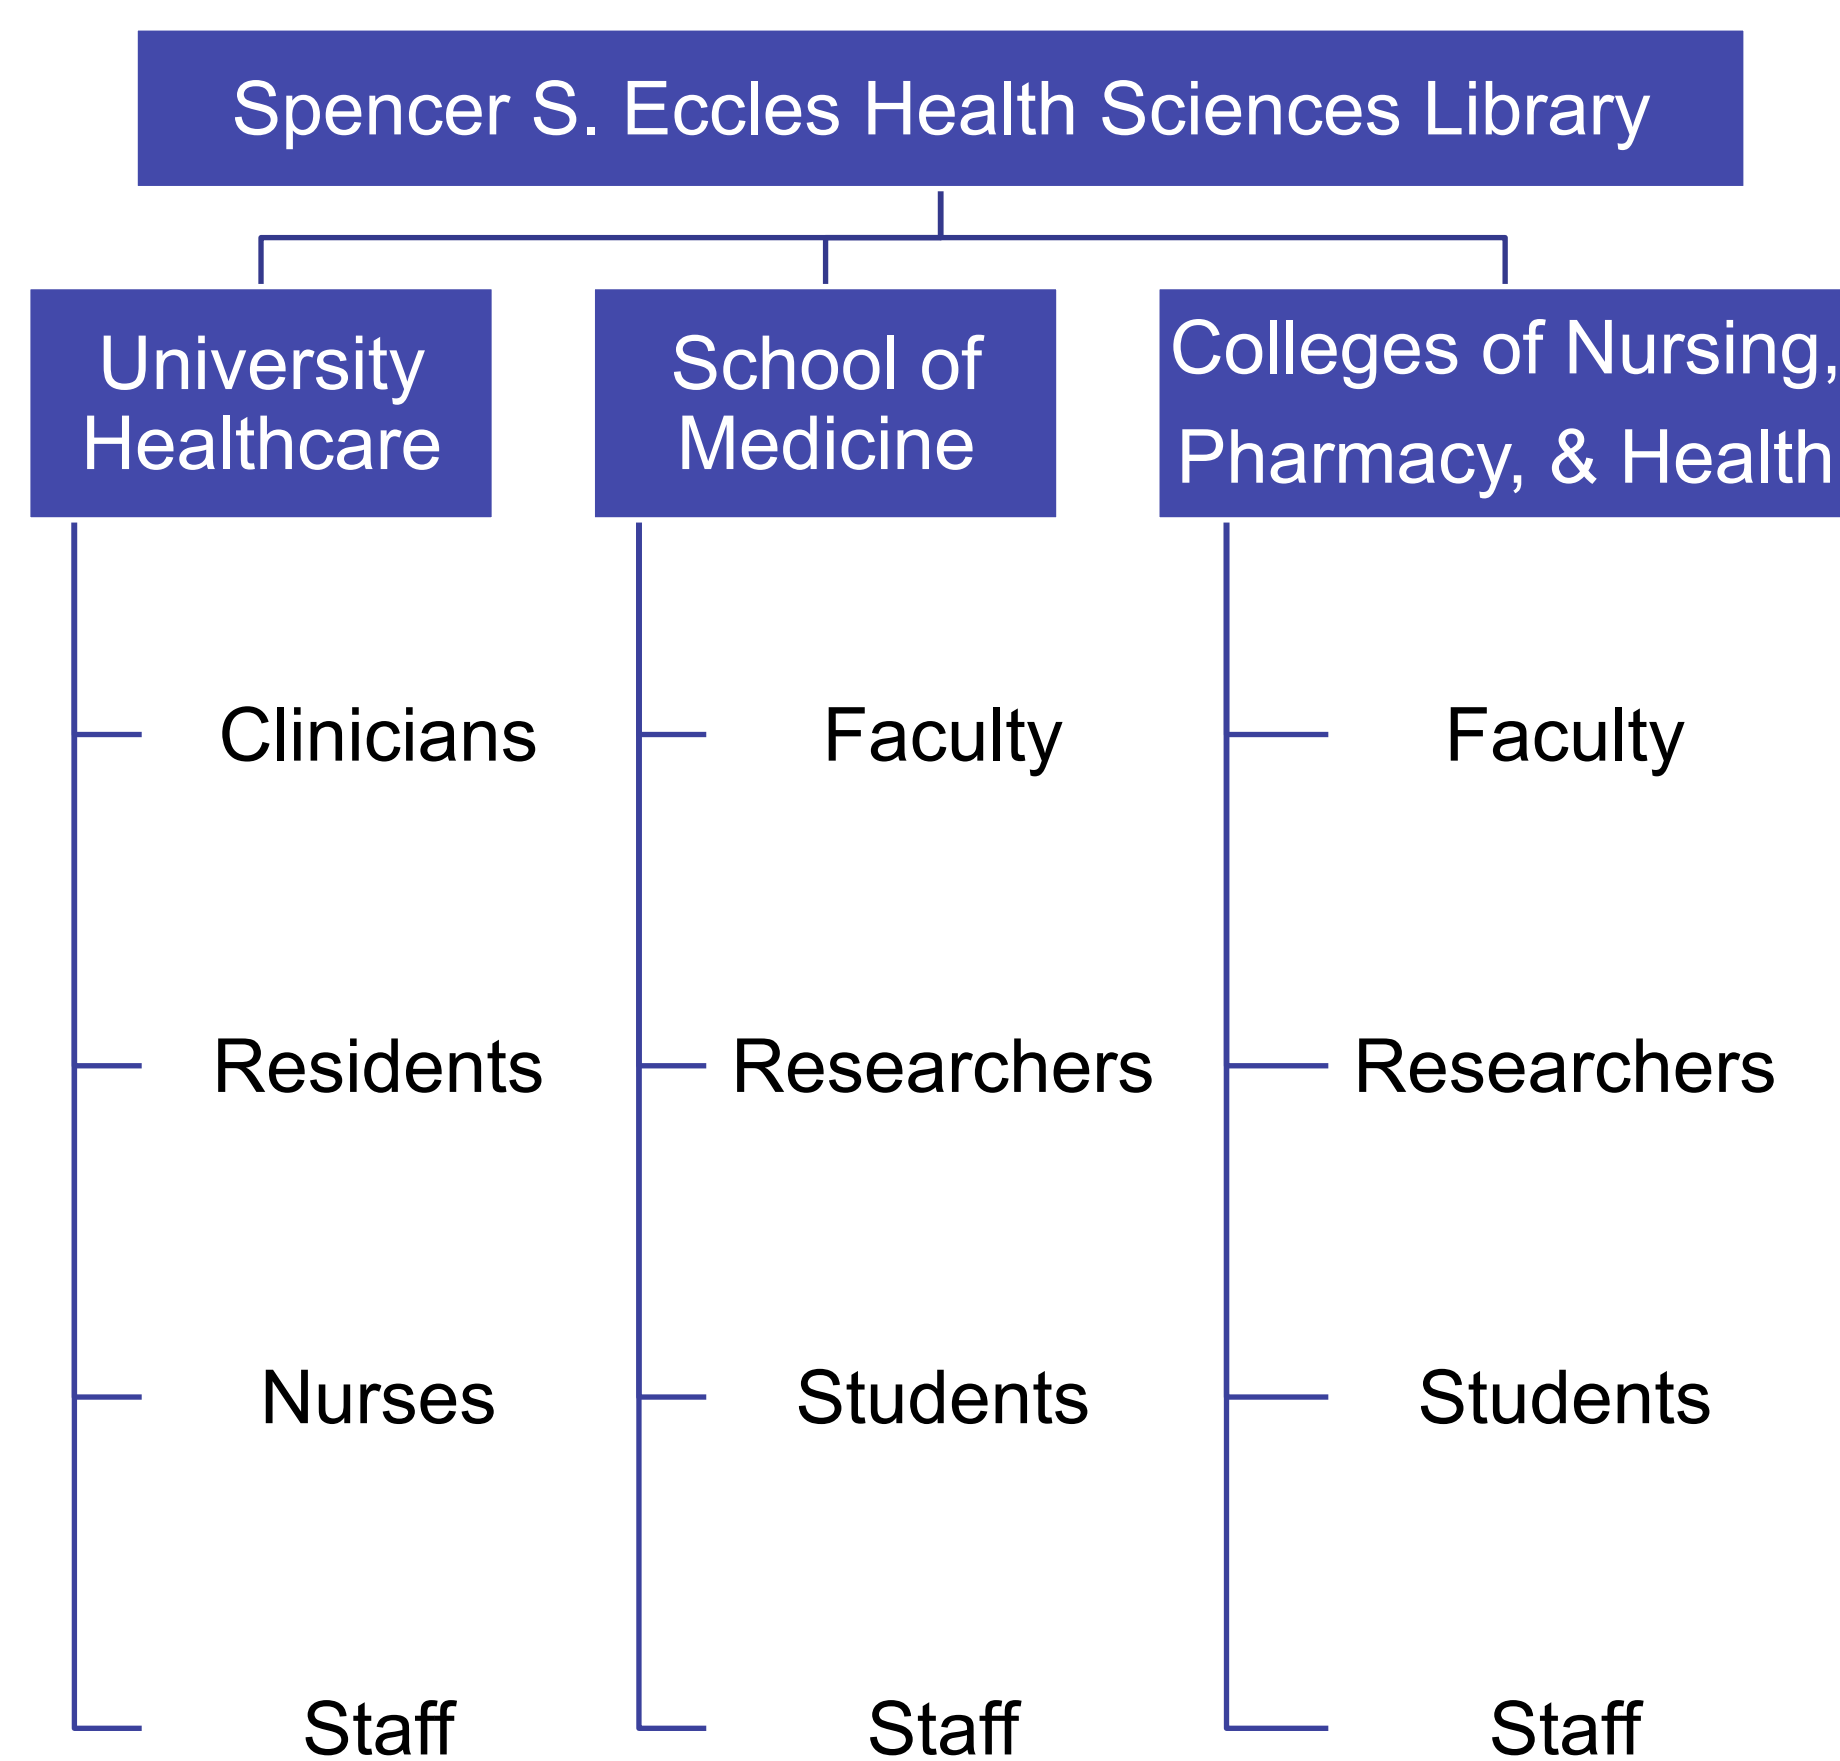 Spencer S. Eccles Health Sciences Library
University
Healthcare
School of
Medicine
Colleges of Nursing,
Pharmacy, & Health
Clinicians
Residents
Nurses
Staff
Faculty
Researchers
Students
Staff
Faculty
Researchers
Students
Staff